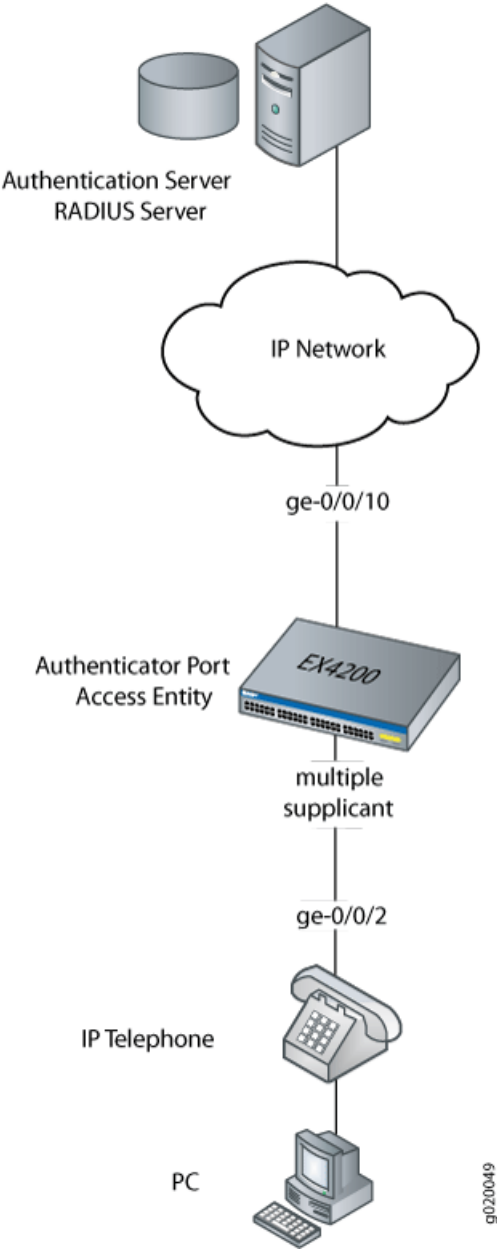 Authentication Server
RADIUS Server
IP Network
ge-0/0/10
Authenticator Port
Access Entity
EX4200
multiple
supplicant
ge-0/0/2
IP Telephone
PC
g020049